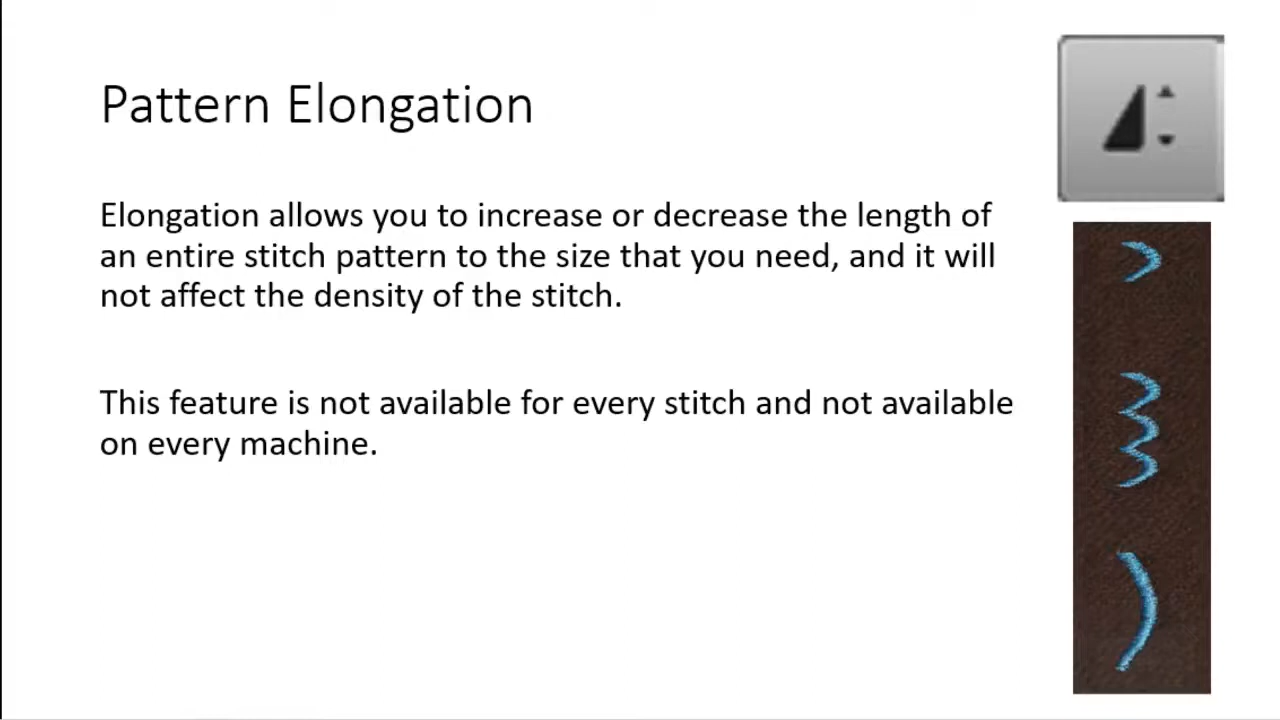 Pattern Elongation
Elongation allows you to increase or decrease the length of
an entire stitch pattern to the size that you need, and it will
not affect the density of the stitch.
This feature is not available for every stitch and not available
on every machine.